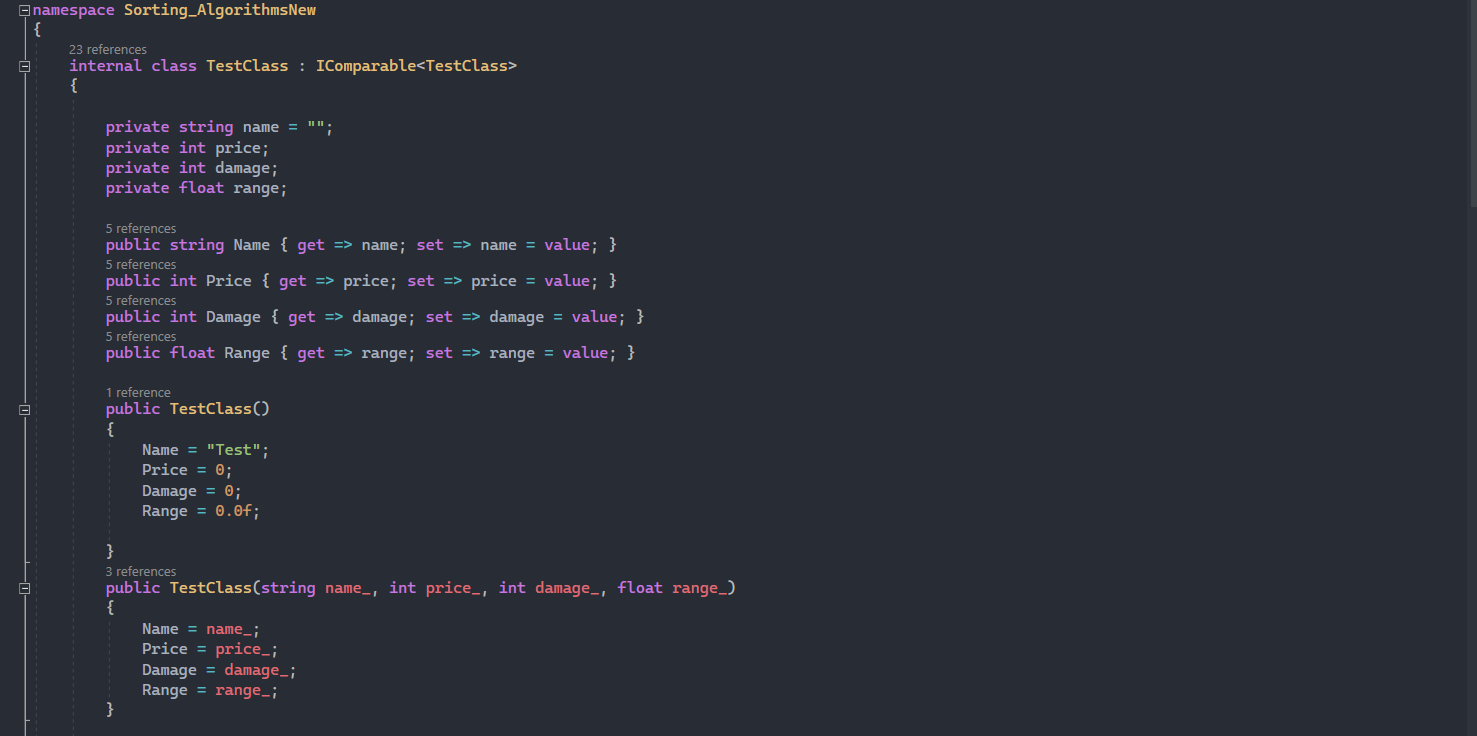 namespace Sorting_AlgorithmsNew
{
23 references
internal class TestClass : IComparable<TestClass>
{
private string name = "";
private int price;
private int damage;
private float range;
5 references
public string Name { get => name; set => name = value; }
5 references
public int Price { get => price; set => price = value; }
5 references
public int Damage { get => damage; set => damage = value; }
5 references
public float Range { get => range; set => range = value; }
1 reference
public TestClass()
{
Name = "Test";
Price = 0;
Damage = 0;
Range = 0.0f;
}
3 references
public TestClass(string name_, int price_, int damage_, float range_)
{
Name = name_;
Price = price_;
Damage = damage_;
Range = range_;
}